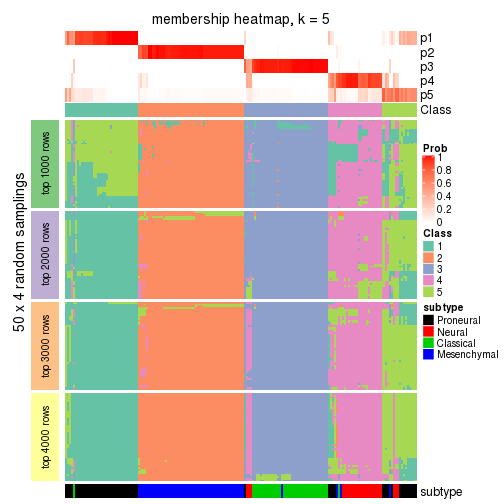 membership heatmap, k = 5
p1
p2
p3
p4
p5
Class
50 x 4 random samplings
top 1000 rows
top 2000 rows
top 3000 rows
top 4000 rows
Prob
1
0.8
0.6
0.4
0.2
0
Class
1
2
3
4
5
subtype
Proneural
Neural
Classical
Mesenchymal
subtype